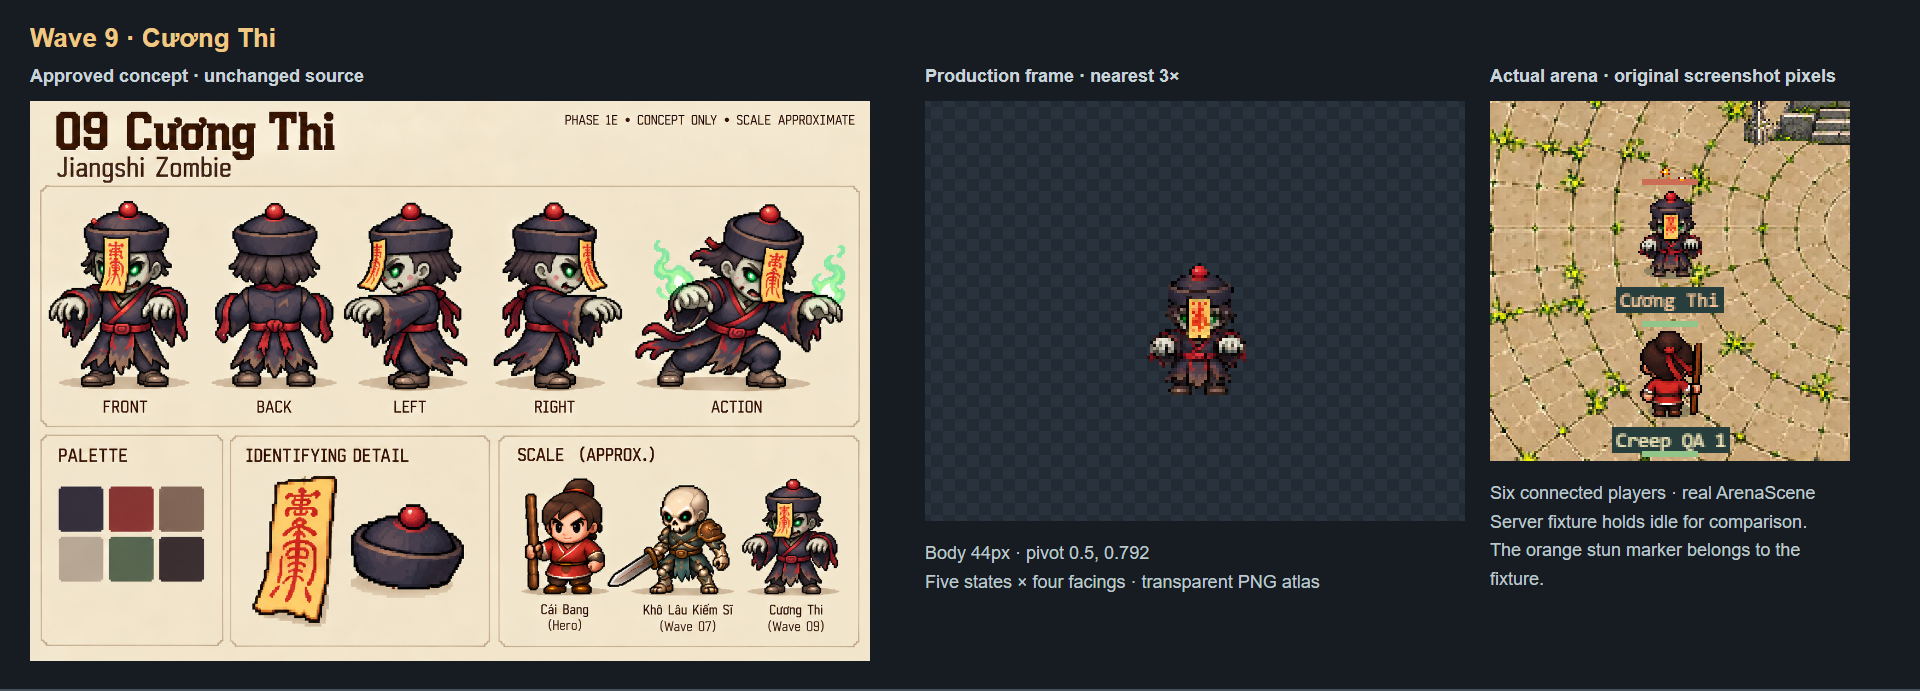 Wave 9 · Cương Thi
Approved concept · unchanged source
09 Cương Thi
Jiangshi Zombie
PHASE 1E • CONCEPT ONLY • SCALE APPROXIMATE
FRONT
BACK
LEFT
RIGHT
ACTION
PALETTE
IDENTIFYING DETAIL
SCALE (APPROX.)
Cái Bang
(Hero)
Khô Lâu Kiếm Sĩ
(Wave 07)
Cương Thi
(Wave 09)
Production frame · nearest 3×
Body 44px · pivot 0.5, 0.792
Five states × four facings · transparent PNG atlas
Actual arena · original screenshot pixels
Cương Thi
Creep QA 1
Six connected players · real ArenaScene
Server fixture holds idle for comparison.
The orange stun marker belongs to the
fixture.